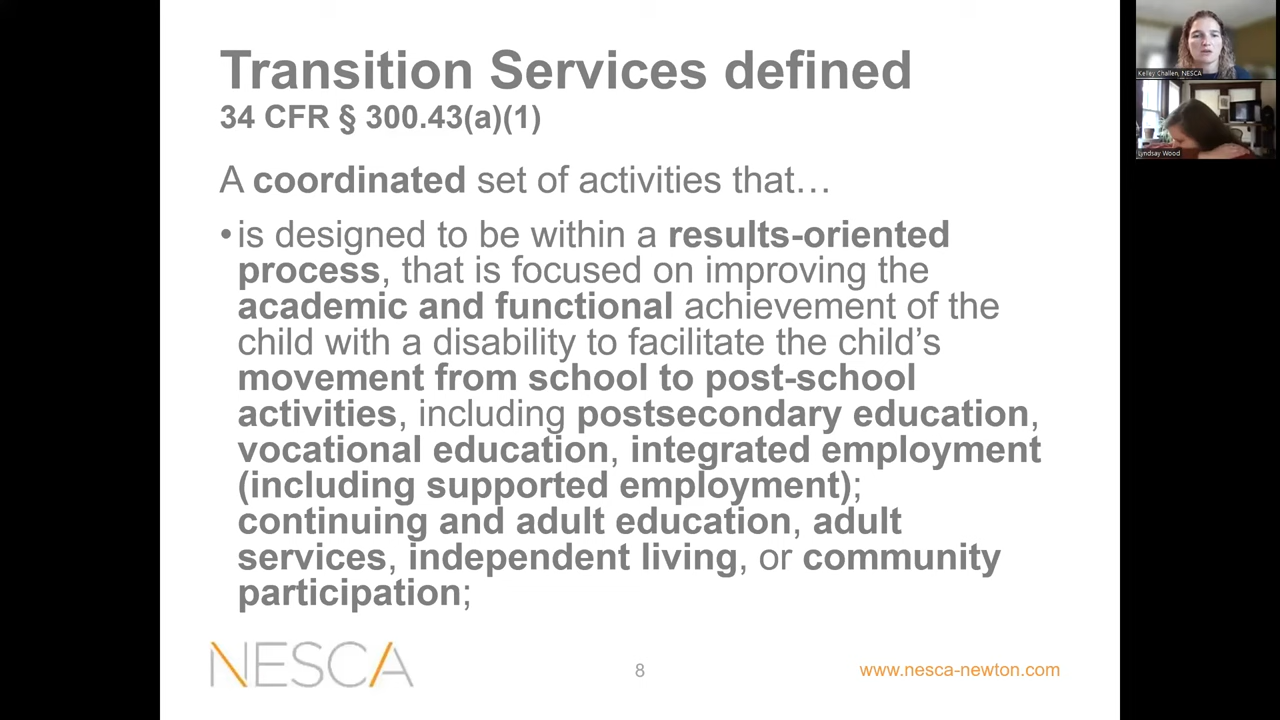 Transition Services defined
34 CFR § 300.43(a)(1)
A coordinated set of activities that…
• is designed to be within a results-oriented
process, that is focused on improving the
academic and functional achievement of the
child with a disability to facilitate the child’s
movement from school to post-school
activities, including postsecondary education,
vocational education, integrated employment
(including supported employment);
continuing and adult education, adult
services, independent living, or community
participation;
NESCA
8
www.nesca-newton.com
Kelley Challen, NESCA
Lyndsay Wood